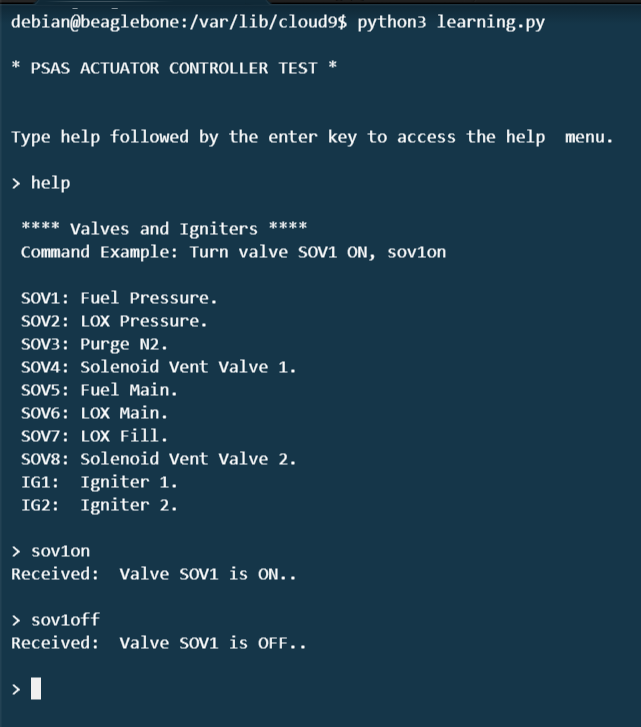 debian@beaglebone:/var/lib/cloud9$ python3 learning.py
* PSAS ACTUATOR CONTROLLER TEST *
Type help followed by the enter key to access the help  menu.
> help
**** Valves and Igniters ****
Command Example: Turn valve SOV1 ON, sov1on
SOV1: Fuel Pressure.
SOV2: LOX Pressure.
SOV3: Purge N2.
SOV4: Solenoid Vent Valve 1.
SOV5: Fuel Main.
SOV6: LOX Main.
SOV7: LOX Fill.
SOV8: Solenoid Vent Valve 2.
IG1:  Igniter 1.
IG2:  Igniter 2.
> sov1on
Received:  Valve SOV1 is ON..
> sov1off
Received:  Valve SOV1 is OFF..
>